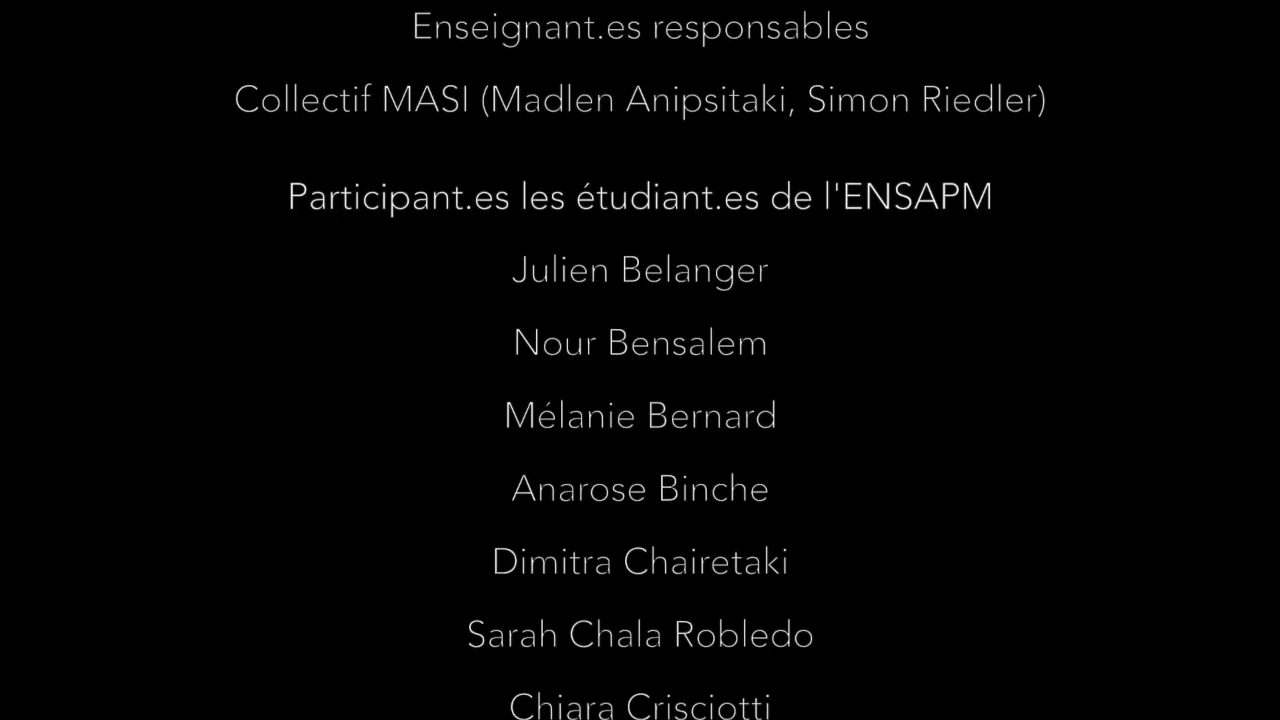 Enseignant.es responsables
Collectif MASI (Madlen Anipsitaki, Simon Riedler)
Participant.es les étudiant.es de l'ENSAPM
Julien Belanger
Nour Bensalem
Mélanie Bernard
Anarose Binche
Dimitra Chairetaki
Sarah Chala Robledo
Chiara Crisciotti